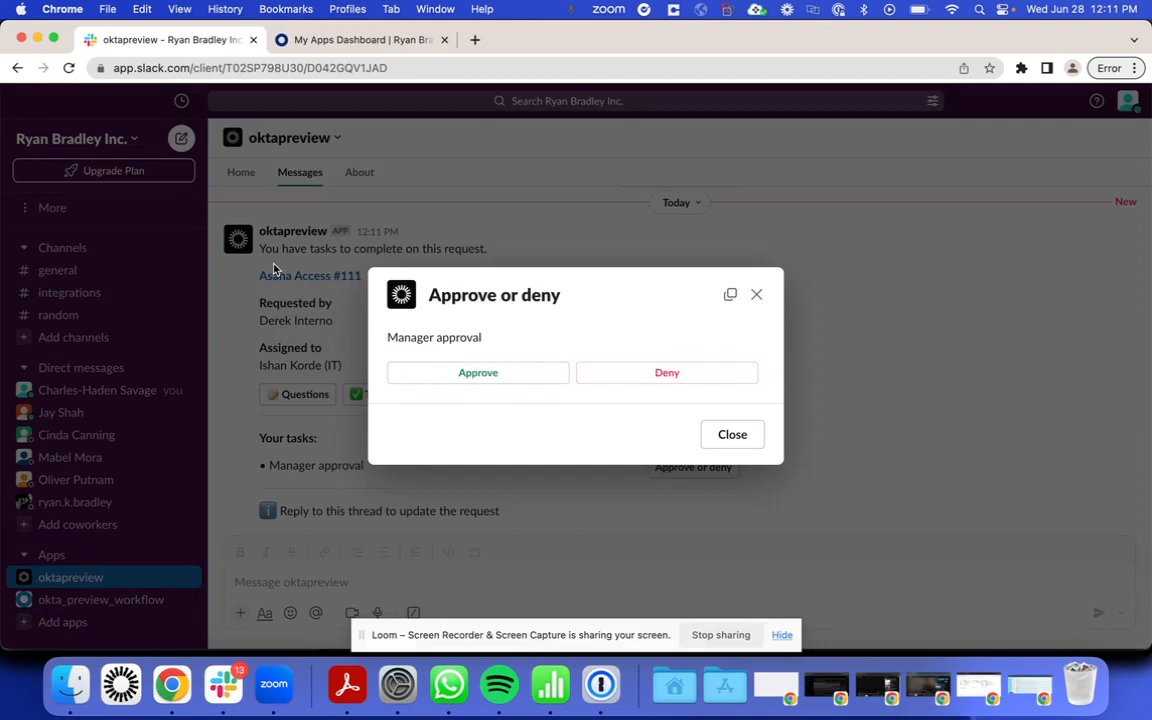 Chrome File Edit View History Bookmarks Profiles Tab Window Help zoom Wed Jun 28 12:11 PM
oktapreview - Ryan Bradley Inc
My Apps Dashboard | Ryan Bra
app.slack.com/client/T02SP798U30/D042GQV1JAD
Error
Search Ryan Bradley Inc.
Ryan Bradley Inc.
Upgrade Plan
More
Channels
# general
# integrations
# random
+ Add channels
Direct messages
Charles-Haden Savage you
Jay Shah
Cinda Canning
Mabel Mora
Oliver Putnam
ryan.k.bradley
+ Add coworkers
Apps
oktapreview
okta_preview_workflow
+ Add apps
oktapreview
Home Messages About
Today
New
oktapreview APP 12:11 PM
You have tasks to complete on this request.
Asana Access #111
Requested by
Derek Interno
Assigned to
Ishan Korde (IT)
Questions
Your tasks:
• Manager approval
Approve or deny
Reply to this thread to update the request
Message oktapreview
Approve or deny
Manager approval
Approve
Deny
Close
Loom – Screen Recorder & Screen Capture is sharing your screen.
Stop sharing
Hide
13
zoom